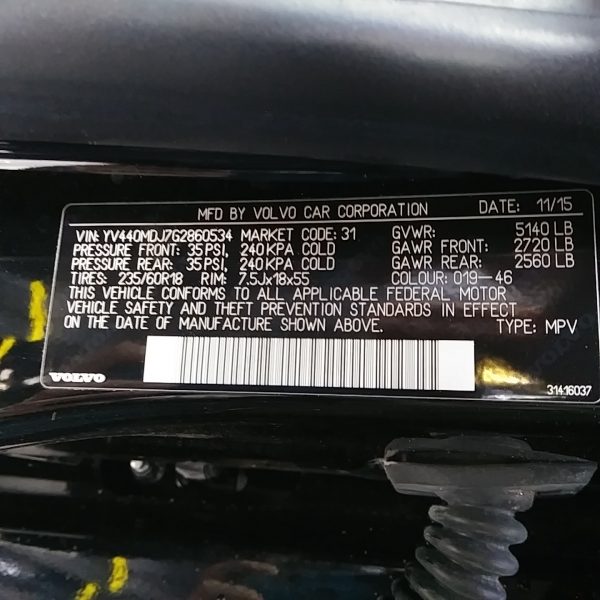 MFD BY VOLVO CAR CORPORATION DATE: 11/15
VIN: YV440MDJ7G2860534 MARKET CODE: 31 GVWR: 5140 LB
PRESSURE FRONT: 35 PSI, 240 KPA COLD GAWR FRONT: 2720 LB
PRESSURE REAR: 35 PSI, 240 KPA COLD GAWR REAR: 2560 LB
TIRES: 235/60R18 RIM: 7.5Jx18x55 COLOUR: 019-46
THIS VEHICLE CONFORMS TO ALL APPLICABLE FEDERAL MOTOR
VEHICLE SAFETY AND THEFT PREVENTION STANDARDS IN EFFECT
ON THE DATE OF MANUFACTURE SHOWN ABOVE. TYPE: MPV
VOLVO 31416037